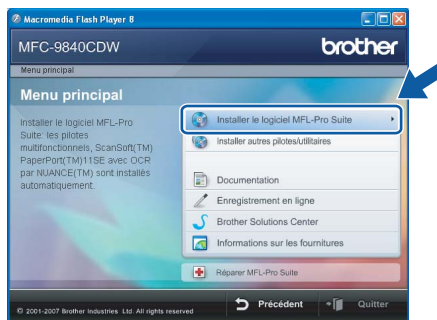 Macromedia Flash Player 8
MFC-9840CDW
brother
Menu principal
Menu principal
Installer le logiciel MFL-Pro
Suite: les pilotes
multifonctionnels, ScanSoft(TM)
PaperPort(TM)11SE avec OCR
par NUANCE(TM) sont installés
automatiquement.
Installer le logiciel MFL-Pro Suite
Installer autres pilotes/utilitaires
Documentation
Enregistrement en ligne
Brother Solutions Center
Informations sur les fournitures
Réparer MFL-Pro Suite
© 2001-2007 Brother Industries Ltd. All rights reserved
Précédent
Quitter